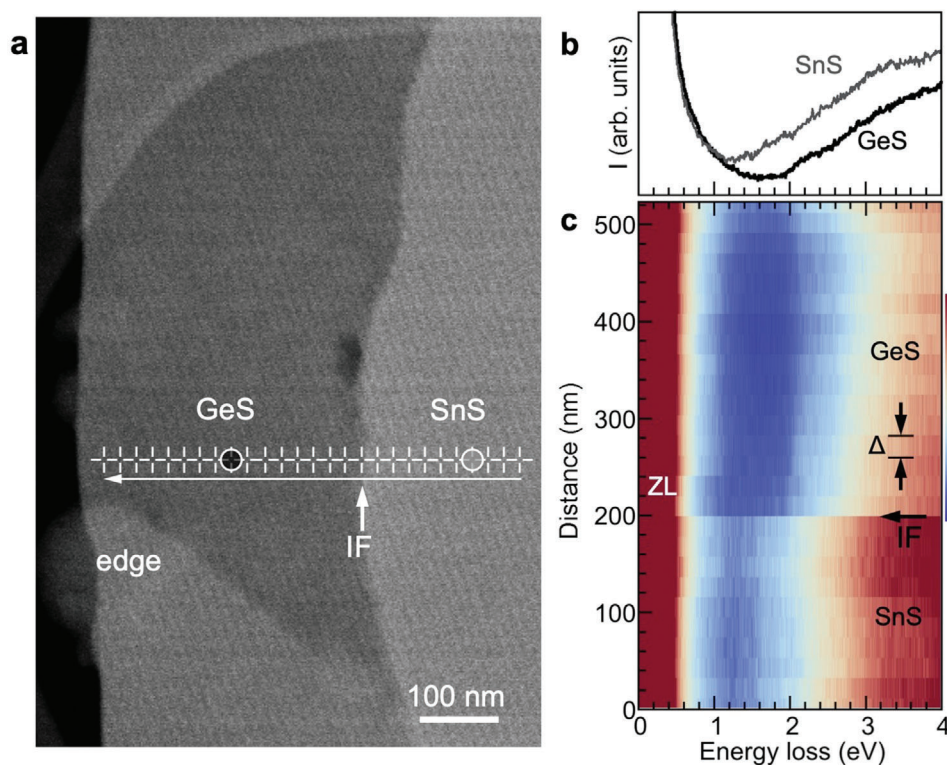 a
GeS
SnS
IF
edge
100 nm
b
I (arb. units)
SnS
GeS
c
Distance (nm)
500
400
300
200
100
0
GeS
Δ
ZL
IF
SnS
0 1 2 3 4
Energy loss (eV)